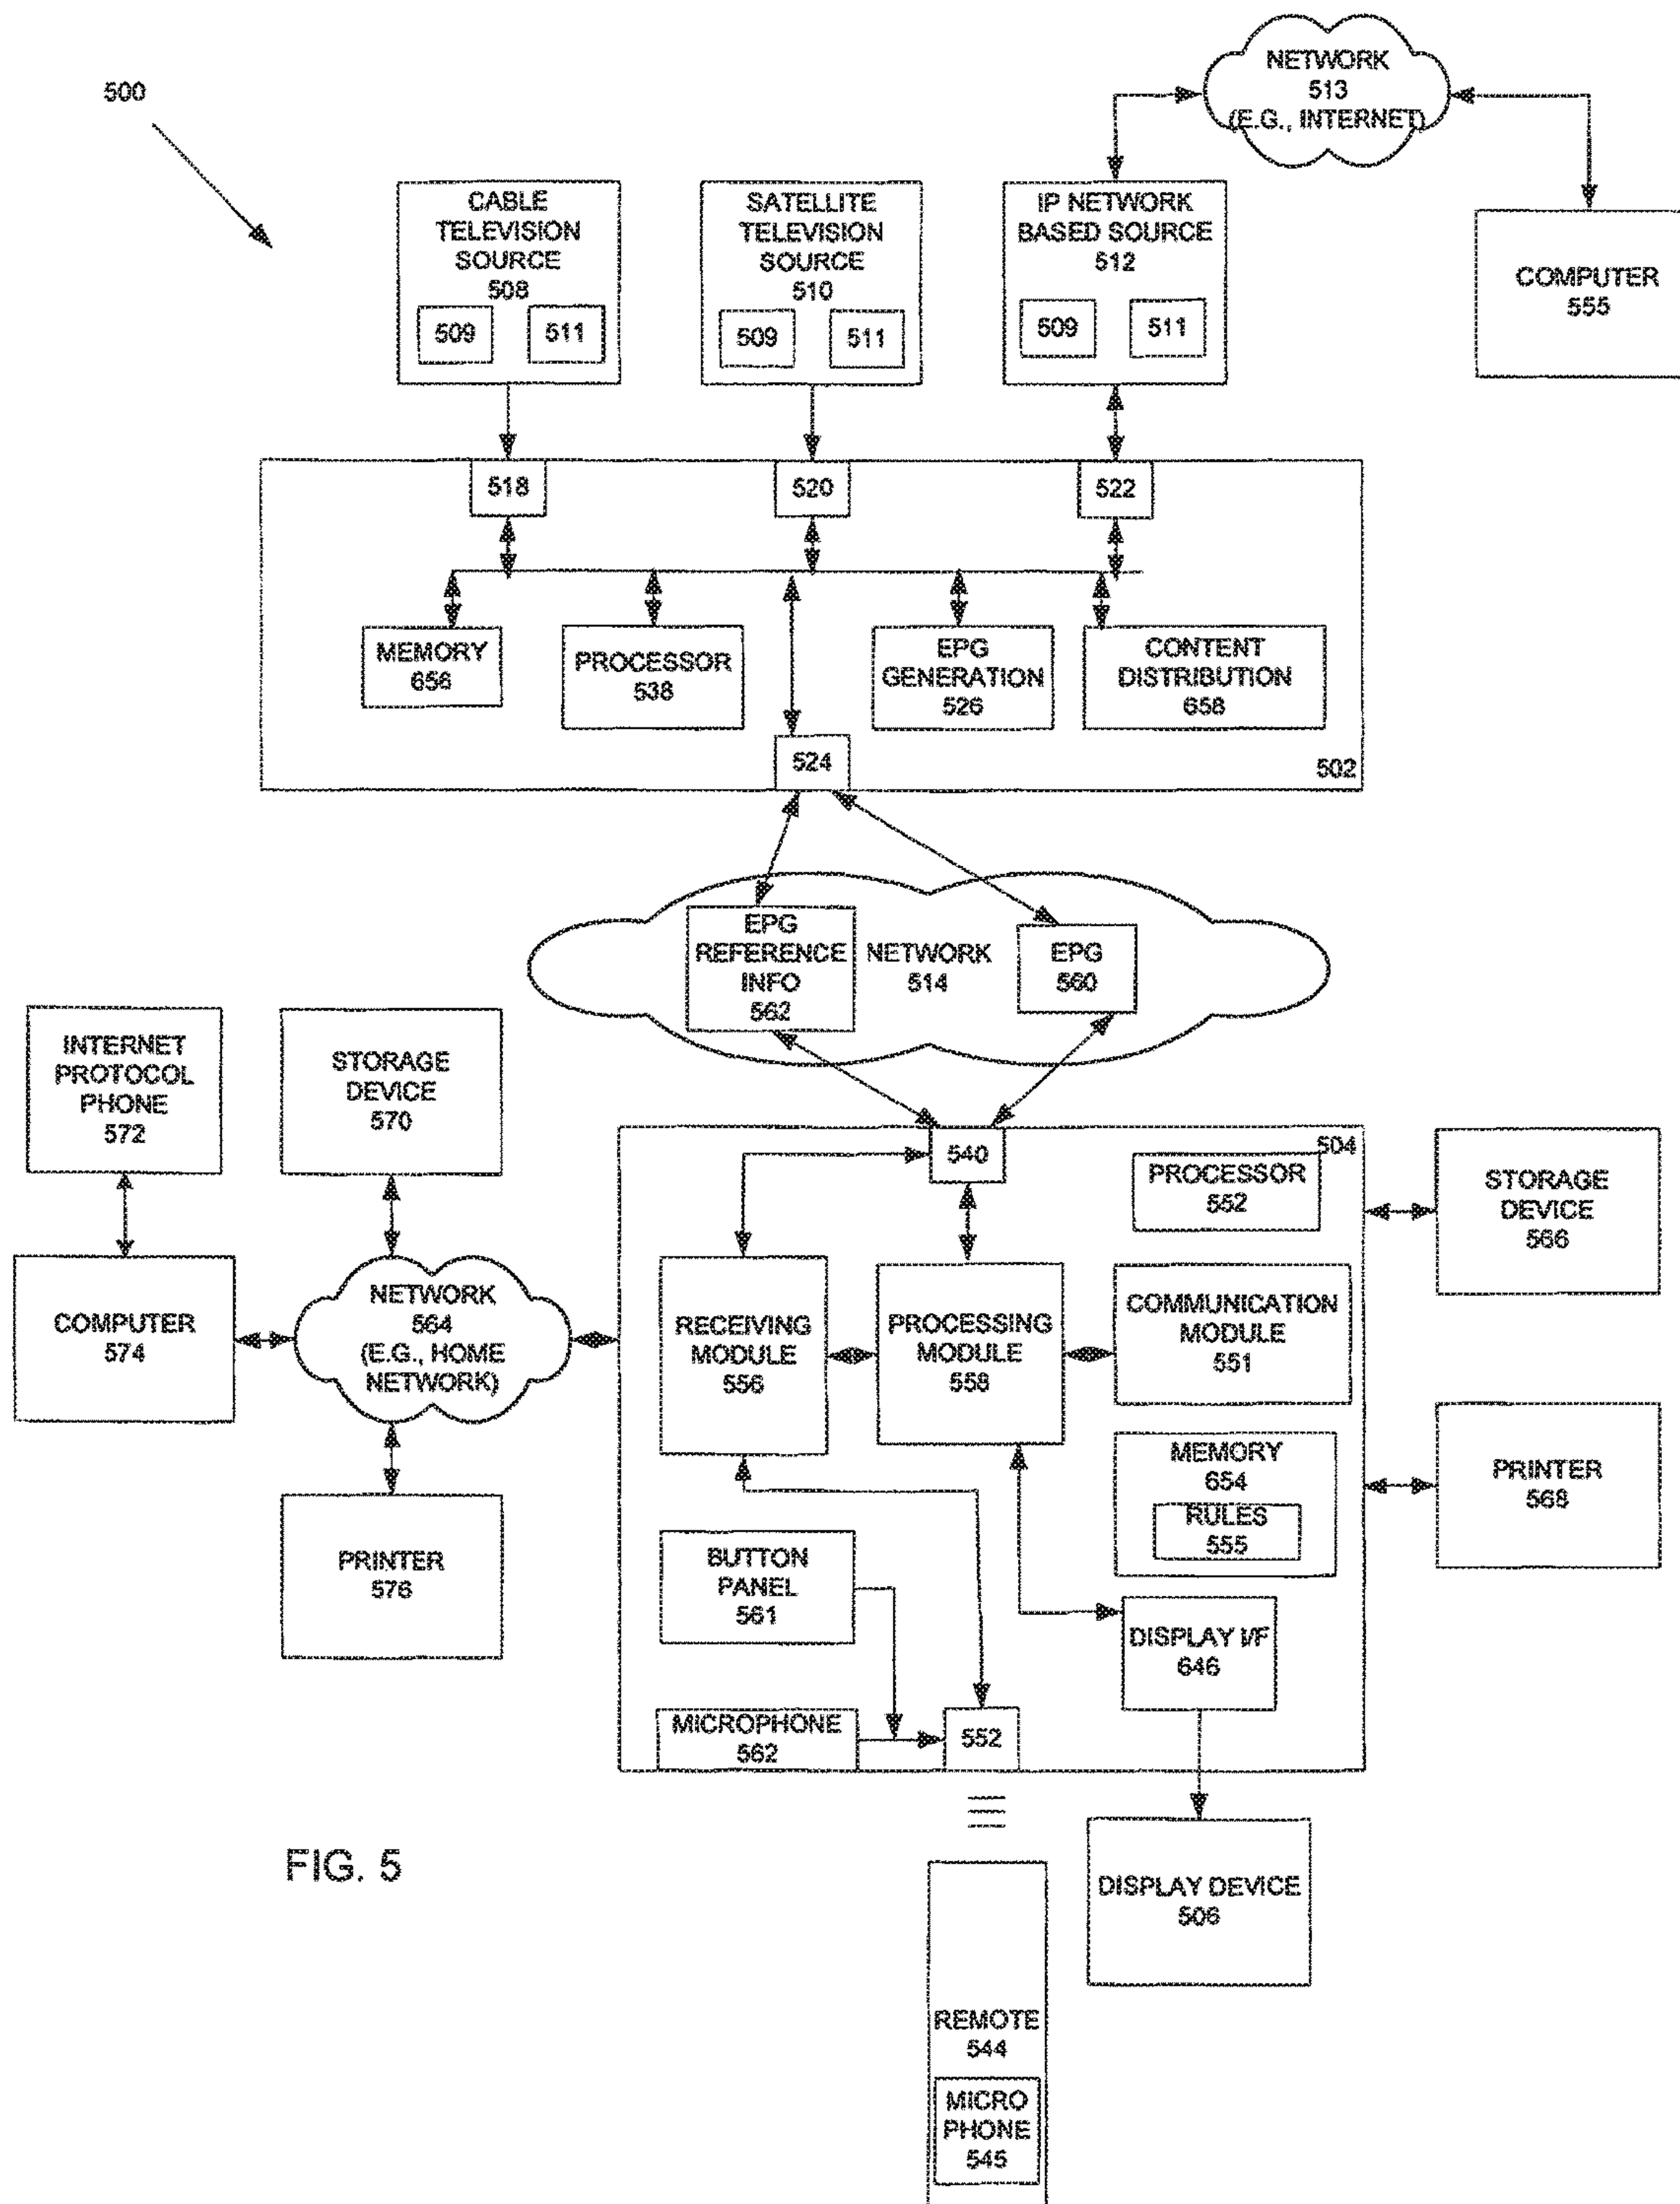 NETWORK
513
(E.G., INTERNET)
500
CABLE
TELEVISION
SOURCE
508
509
511
SATELLITE
TELEVISION
SOURCE
510
509
511
IP NETWORK
BASED SOURCE
512
509
511
COMPUTER
555
518
520
522
MEMORY
656
PROCESSOR
538
EPG
GENERATION
526
CONTENT
DISTRIBUTION
658
524
502
EPG
REFERENCE
INFO
562
NETWORK
514
EPG
560
INTERNET
PROTOCOL
PHONE
572
STORAGE
DEVICE
570
COMPUTER
574
NETWORK
564
(E.G., HOME
NETWORK)
PRINTER
576
540
504
PROCESSOR
552
RECEIVING
MODULE
556
PROCESSING
MODULE
558
COMMUNICATION
MODULE
551
MEMORY
654
RULES
555
BUTTON
PANEL
561
DISPLAY I/F
646
MICROPHONE
562
552
STORAGE
DEVICE
566
PRINTER
568
FIG. 5
DISPLAY DEVICE
506
REMOTE
544
MICRO
PHONE
545